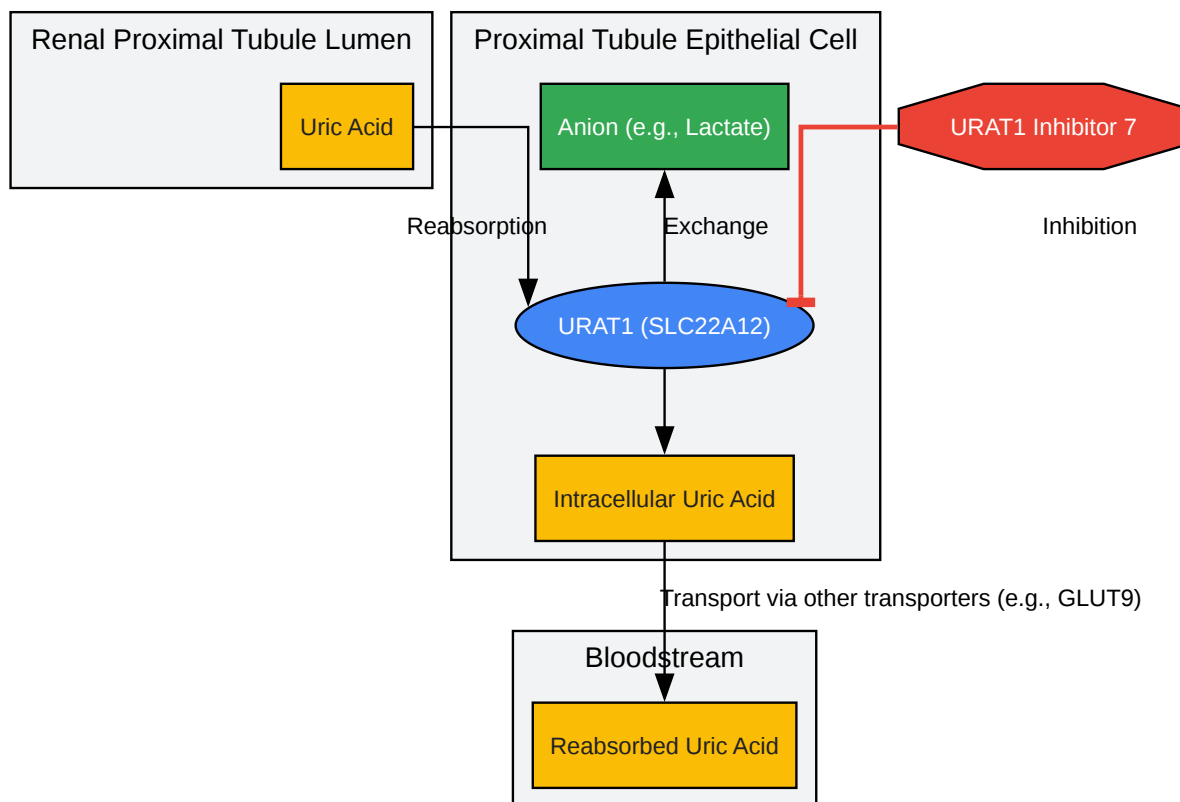 Renal Proximal Tubule Lumen
Proximal Tubule Epithelial Cell
Uric Acid
Anion (e.g., Lactate)
URAT1 Inhibitor 7
Reabsorption
Exchange
Inhibition
URAT1 (SLC22A12)
Intracellular Uric Acid
Transport via other transporters (e.g., GLUT9)
Bloodstream
Reabsorbed Uric Acid